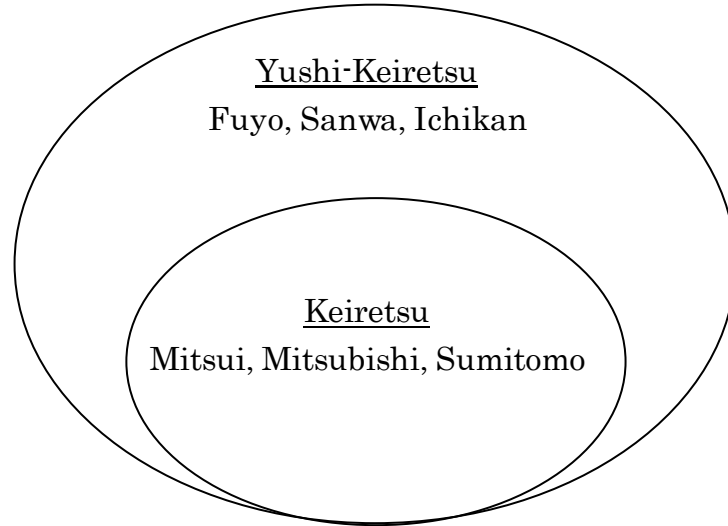 Yushi-Keiretsu
Fuyo, Sanwa, Ichikan
Keiretsu
Mitsui, Mitsubishi, Sumitomo